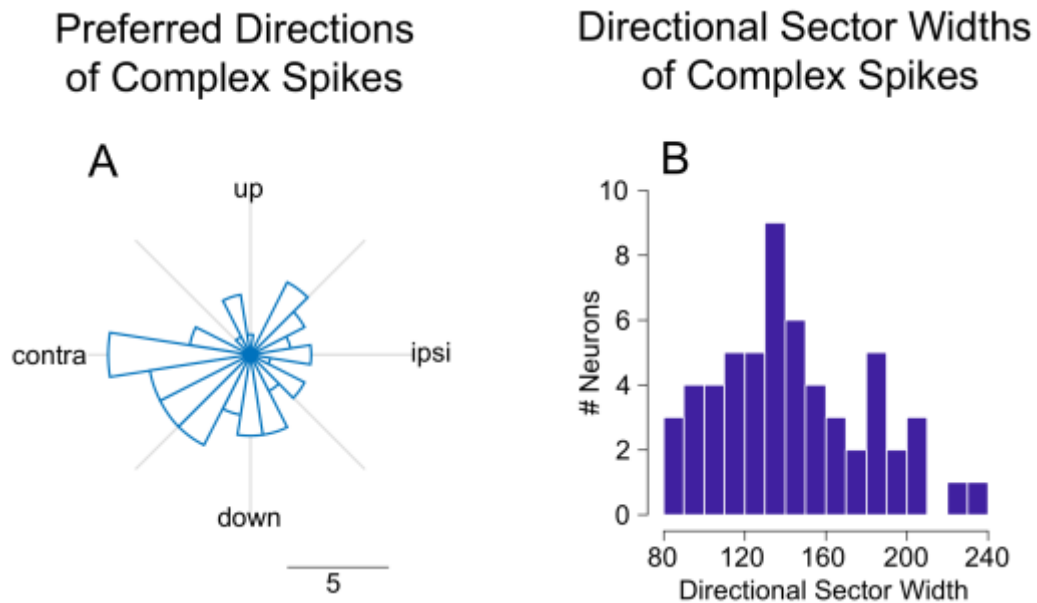 Preferred Directions
of Complex Spikes
A
up
contra
ipsi
down
5
Directional Sector Widths
of Complex Spikes
B
10
8
6
4
2
0
# Neurons
80 120 160 200 240
Directional Sector Width